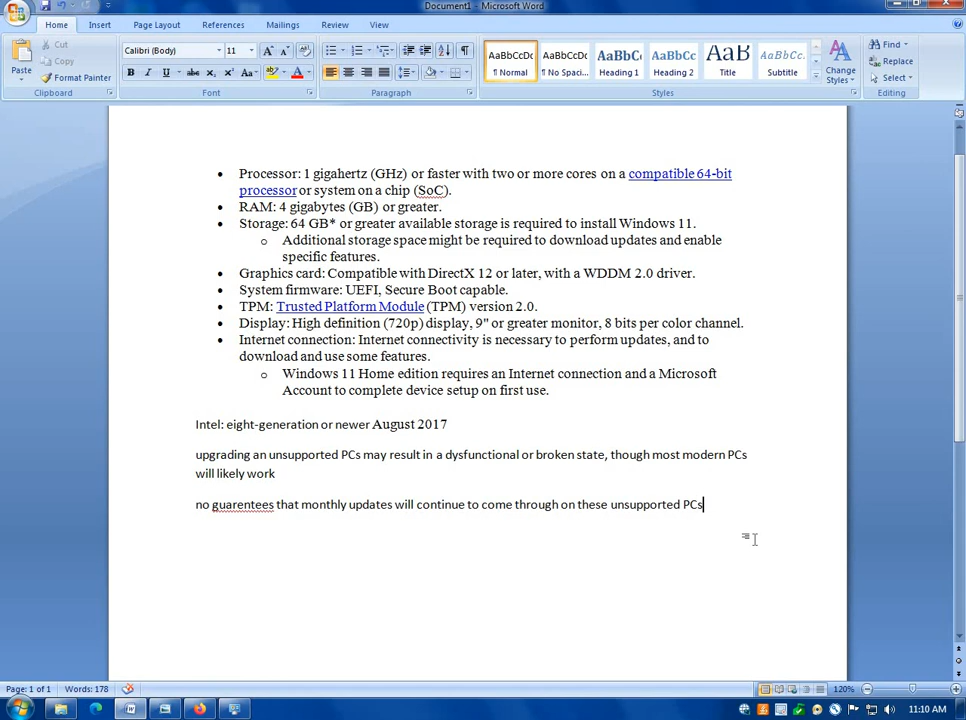 Document1 - Microsoft Word
Home Insert Page Layout References Mailings Review View
Paste Cut Copy Format Painter
Calibri (Body) 11
AaBbCcDc AaBbCcDc AaBbCc AaBbCc AaB AaBbCcI
¶ Normal ¶ No Spaci... Heading 1 Heading 2 Title Subtitle
Change Styles
Find Replace Select
Clipboard Font Paragraph Styles Editing
• Processor: 1 gigahertz (GHz) or faster with two or more cores on a compatible 64-bit
processor or system on a chip (SoC).
• RAM: 4 gigabytes (GB) or greater.
• Storage: 64 GB* or greater available storage is required to install Windows 11.
o Additional storage space might be required to download updates and enable
specific features.
• Graphics card: Compatible with DirectX 12 or later, with a WDDM 2.0 driver.
• System firmware: UEFI, Secure Boot capable.
• TPM: Trusted Platform Module (TPM) version 2.0.
• Display: High definition (720p) display, 9" or greater monitor, 8 bits per color channel.
• Internet connection: Internet connectivity is necessary to perform updates, and to
download and use some features.
o Windows 11 Home edition requires an Internet connection and a Microsoft
Account to complete device setup on first use.
Intel: eight-generation or newer August 2017
upgrading an unsupported PCs may result in a dysfunctional or broken state, though most modern PCs
will likely work
no guarentees that monthly updates will continue to come through on these unsupported PCs
Page: 1 of 1 Words: 178 120%
11:10 AM